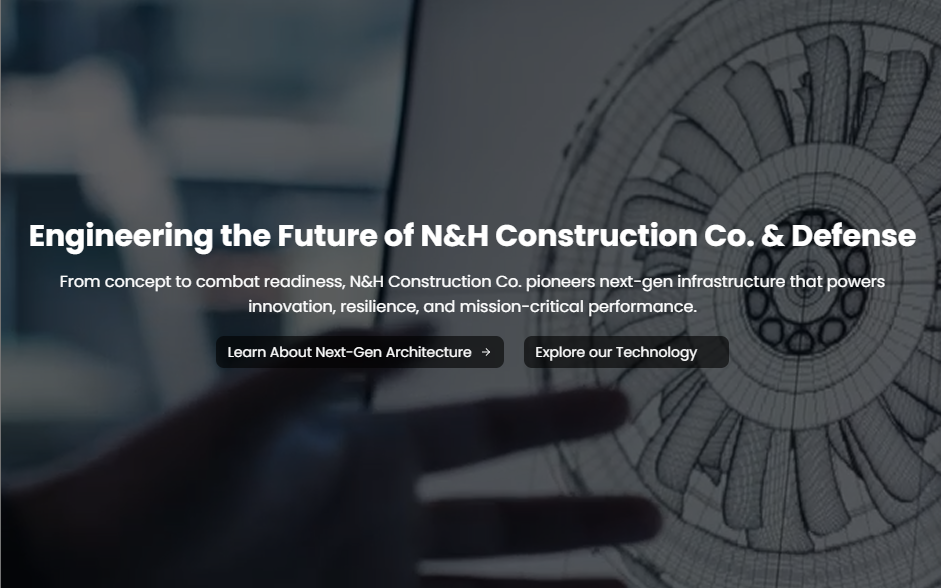 Engineering the Future of N&H Construction Co. & Defense
From concept to combat readiness, N&H Construction Co. pioneers next-gen infrastructure that powers
innovation, resilience, and mission-critical performance.
Learn About Next-Gen Architecture →
Explore our Technology